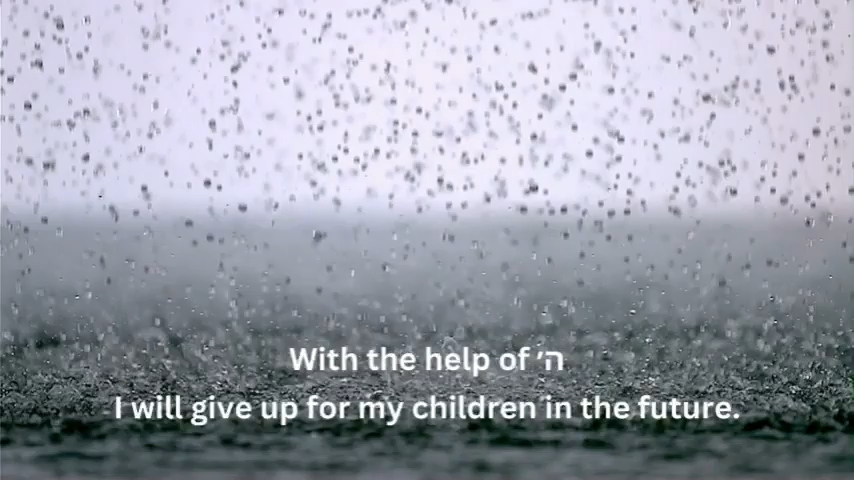 With the help of ה׳
I will give up for my children in the future.